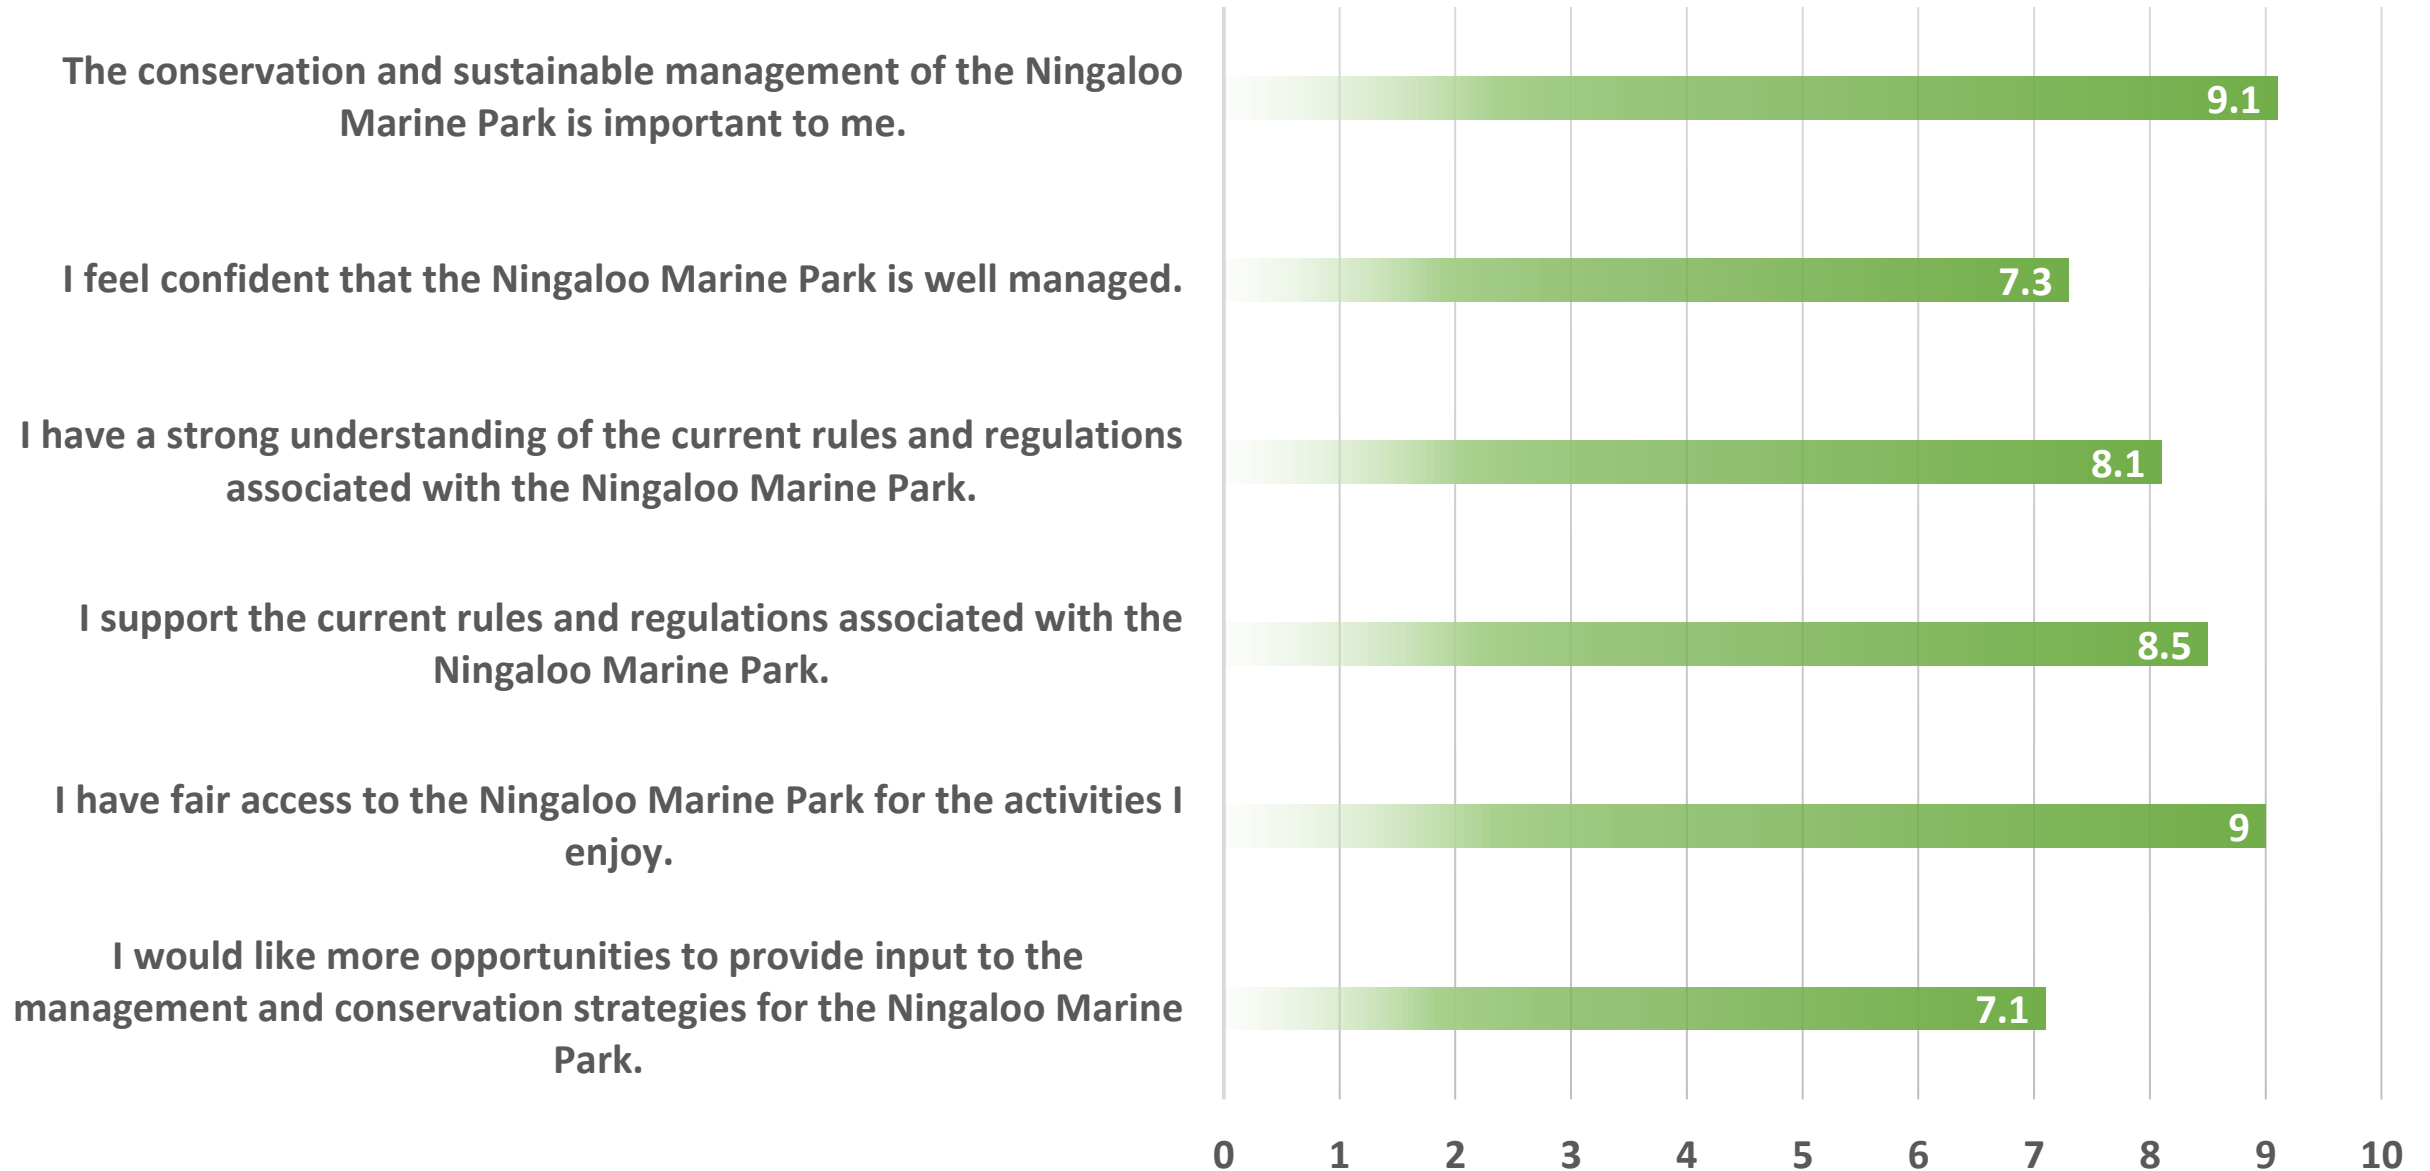 The conservation and sustainable management of the Ningaloo
Marine Park is important to me.
9.1
I feel confident that the Ningaloo Marine Park is well managed.
7.3
I have a strong understanding of the current rules and regulations
associated with the Ningaloo Marine Park.
8.1
I support the current rules and regulations associated with the
Ningaloo Marine Park.
8.5
I have fair access to the Ningaloo Marine Park for the activities I
enjoy.
9
I would like more opportunities to provide input to the
management and conservation strategies for the Ningaloo Marine
Park.
7.1
0 1 2 3 4 5 6 7 8 9 10